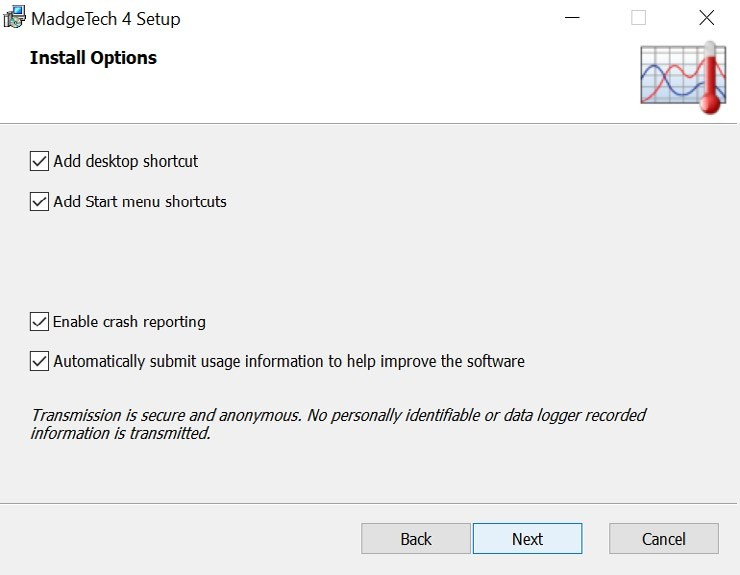 MadgeTech 4 Setup
Install Options
Add desktop shortcut
Add Start menu shortcuts
Enable crash reporting
Automatically submit usage information to help improve the software
Transmission is secure and anonymous. No personally identifiable or data logger recorded
information is transmitted.
Back Next Cancel